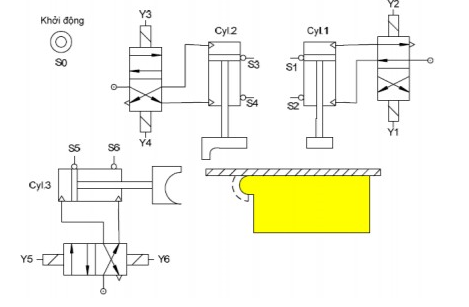 Khởi động
S0
Y3
Cyl.2
S3
S4
Y4
Cyl.1
S1
S2
Y2
Y1
S5
S6
Cyl.3
Y5
Y6